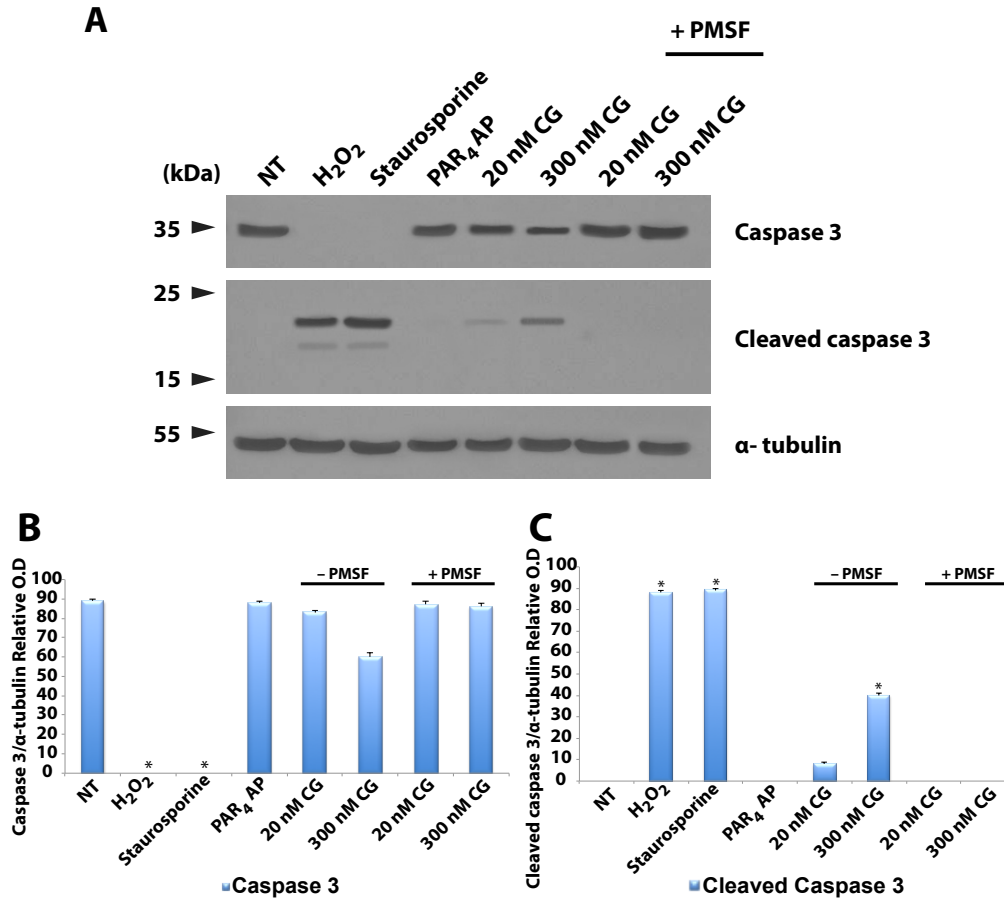 A
+ PMSF
(kDa)
NT
H₂O₂
Staurosporine
PAR₄ AP
20 nM CG
300 nM CG
20 nM CG
300 nM CG
35
Caspase 3
25
Cleaved caspase 3
15
55
α- tubulin
B
Caspase 3/α-tubulin Relative O.D
– PMSF
+ PMSF
100
90
80
70
60
50
40
30
20
10
0
*
*
NT
H₂O₂
Staurosporine
PAR₄ AP
20 nM CG
300 nM CG
20 nM CG
300 nM CG
Caspase 3
C
Cleaved caspase 3/α-tubulin Relative O.D
– PMSF
+ PMSF
100
90
80
70
60
50
40
30
20
10
0
*
*
*
NT
H₂O₂
Staurosporine
PAR₄ AP
20 nM CG
300 nM CG
20 nM CG
300 nM CG
Cleaved Caspase 3